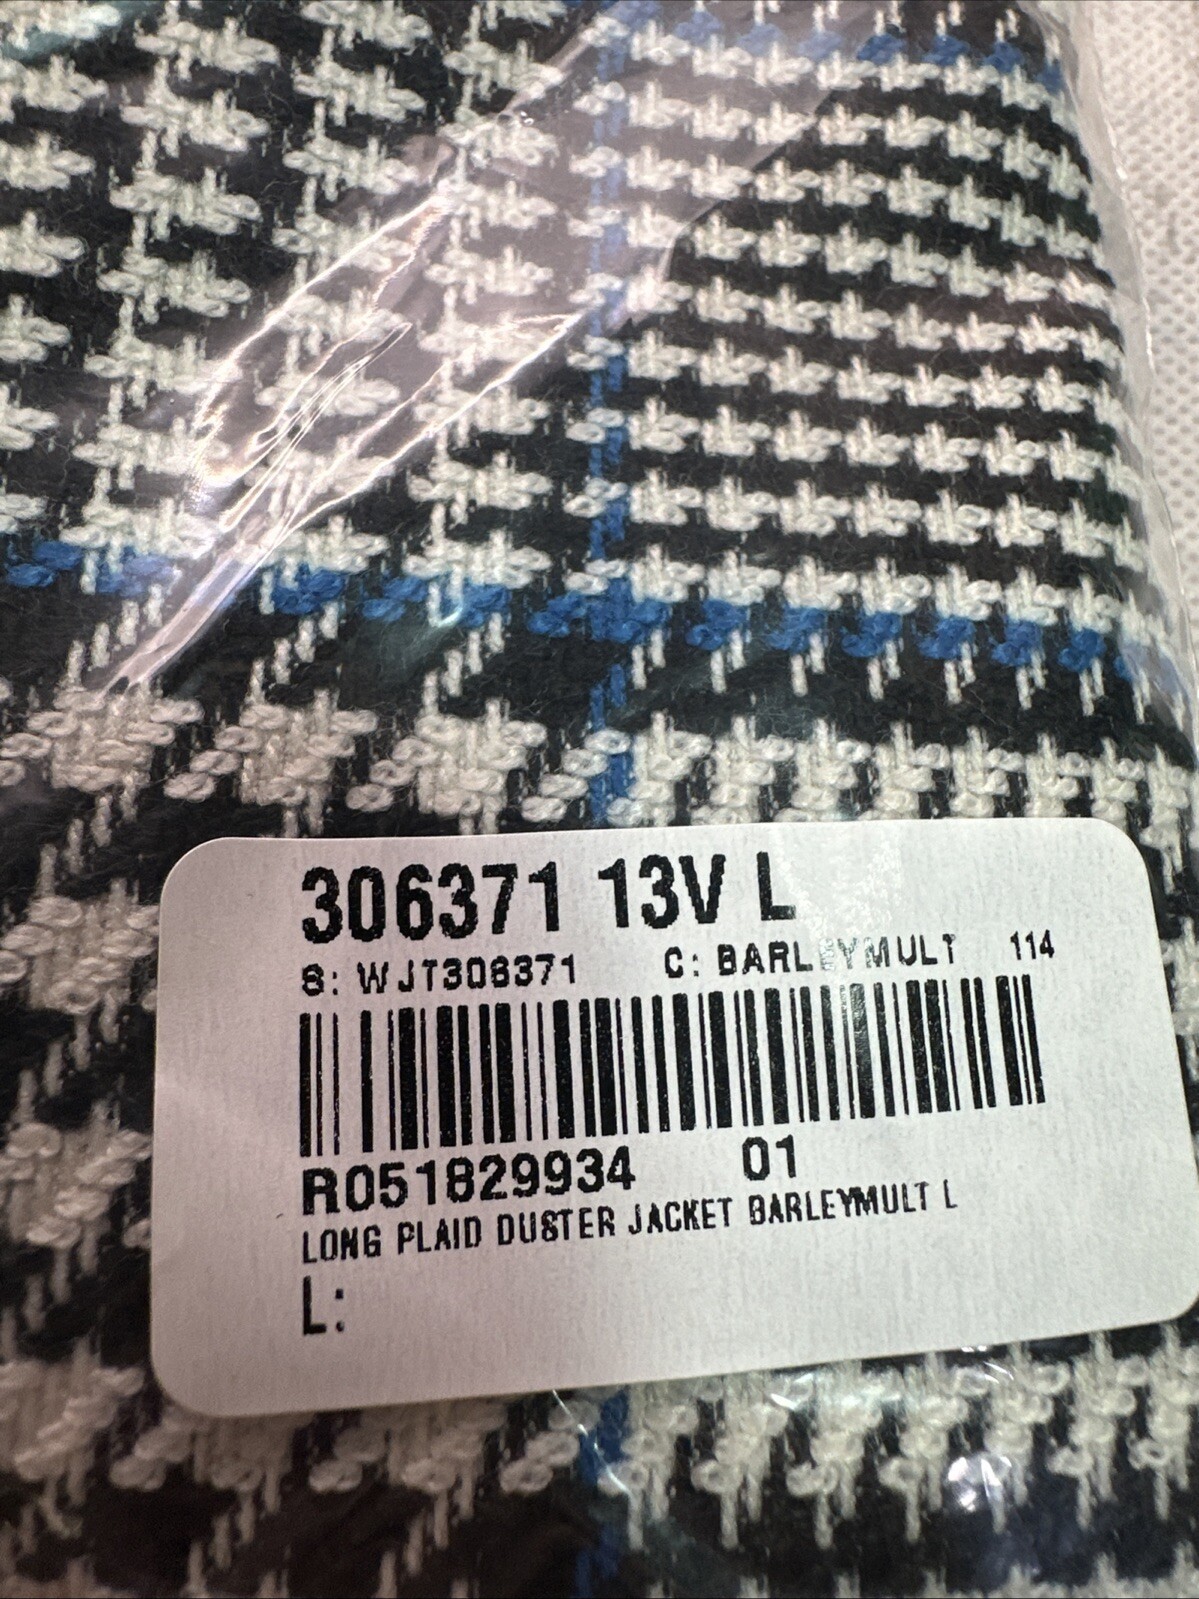 306371 13V L
S: WJT306371 C: BARLEYMULT 114
R051829934 01
LONG PLAID DUSTER JACKET BARLEYMULT L
L: